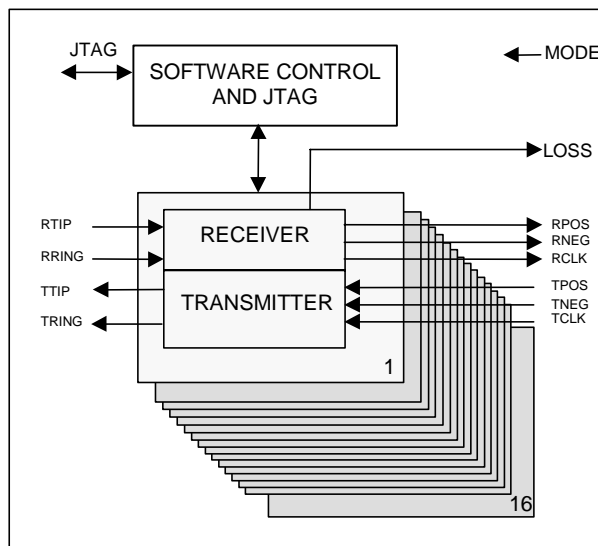 JTAG
SOFTWARE CONTROL
AND JTAG
MODE
LOSS
RTIP
RRING
TTIP
TRING
RECEIVER
TRANSMITTER
RPOS
RNEG
RCLK
TPOS
TNEG
TCLK
1
16